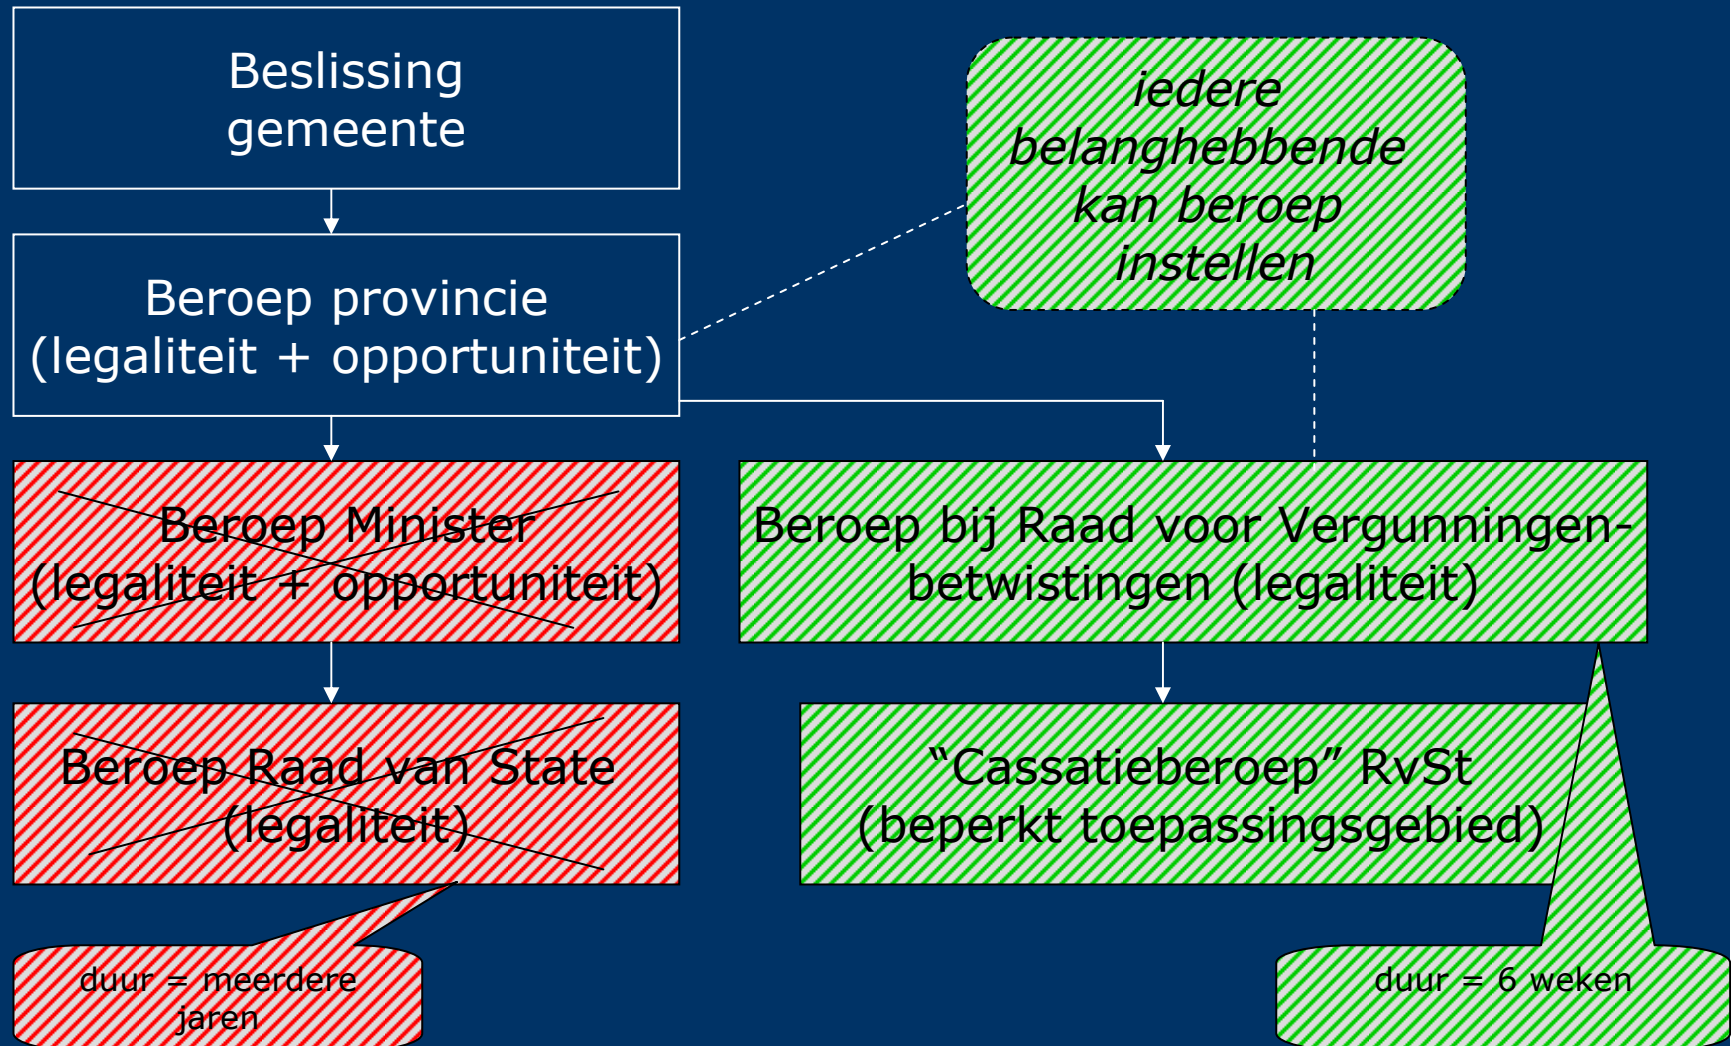 Beslissing
gemeente
iedere
belanghebbende
kan beroep
instellen
Beroep provincie
(legaliteit + opportuniteit)
Beroep Minister
(legaliteit + opportuniteit)
Beroep bij Raad voor Vergunningen-
betwistingen (legaliteit)
Beroep Raad van State
(legaliteit)
“Cassatieberoep” RvSt
(beperkt toepassingsgebied)
duur = meerdere
jaren
duur = 6 weken